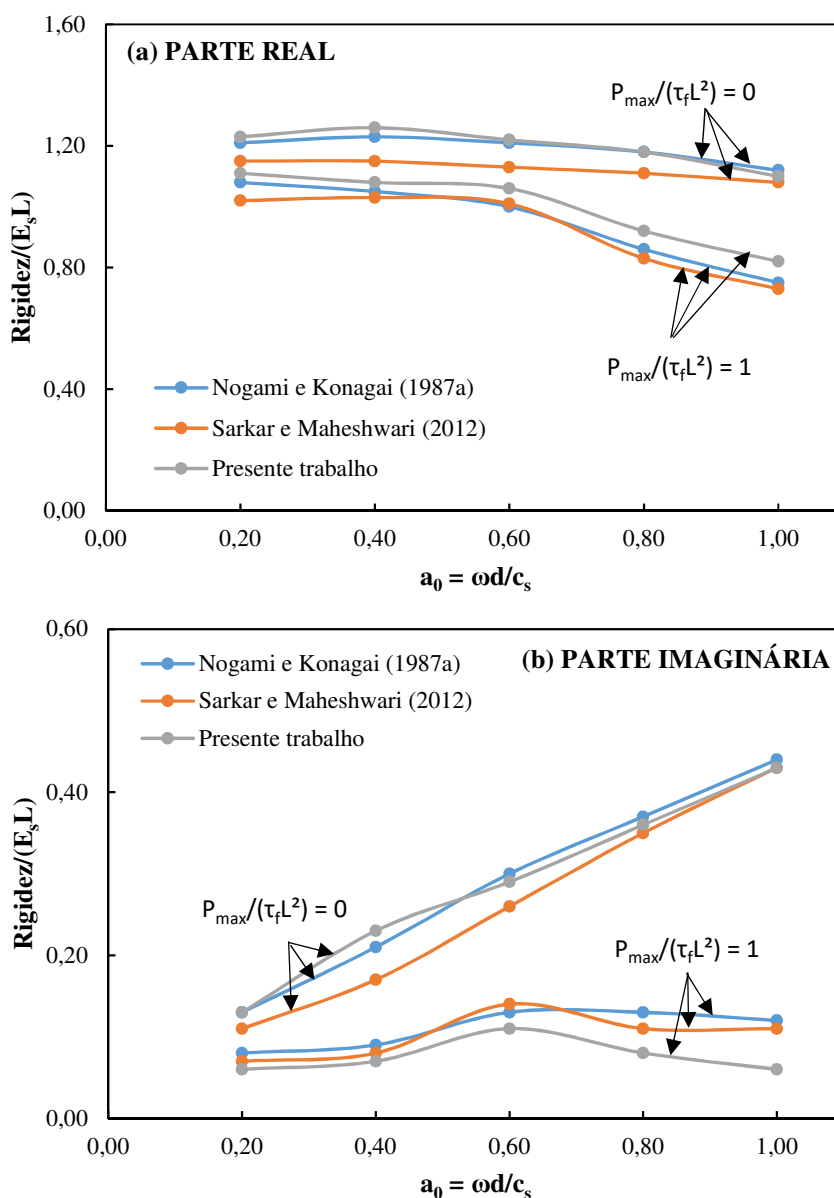 1,60
(a) PARTE REAL
Pmax/(τfL²) = 0
1,20
Rigidez/(EsL)
0,80
Pmax/(τfL²) = 1
Nogami e Konagai (1987a)
0,40
Sarkar e Maheshwari (2012)
Presente trabalho
0,00
0,00 0,20 0,40 0,60 0,80 1,00
a0 = ωd/cs
0,60
Nogami e Konagai (1987a)
(b) PARTE IMAGINÁRIA
Sarkar e Maheshwari (2012)
Presente trabalho
0,40
Rigidez/(EsL)
Pmax/(τfL²) = 0
Pmax/(τfL²) = 1
0,20
0,00
0,00 0,20 0,40 0,60 0,80 1,00
a0 = ωd/cs